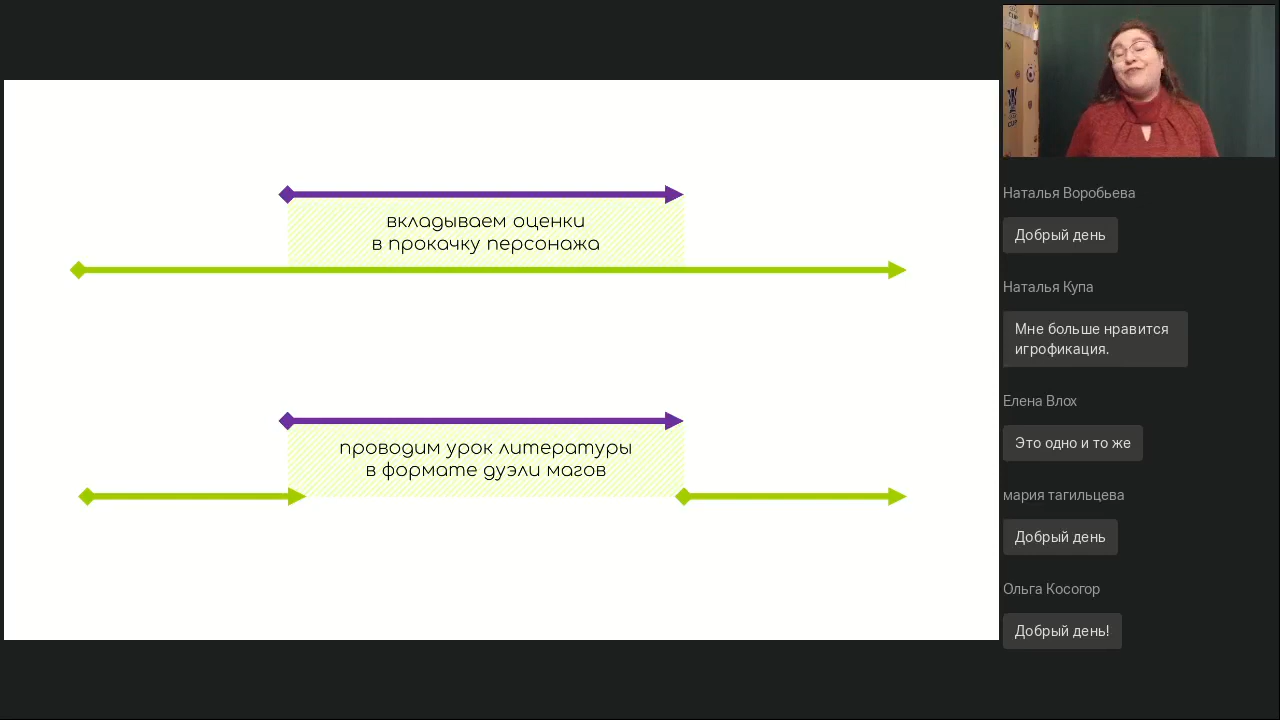 вкладываем оценки
в прокачку персонажа
проводим урок литературы
в формате дуэли магов
Наталья Воробьева
Добрый день
Наталья Купа
Мне больше нравится
игрофикация.
Елена Влох
Это одно и то же
мария тагильцева
Добрый день
Ольга Косогор
Добрый день!